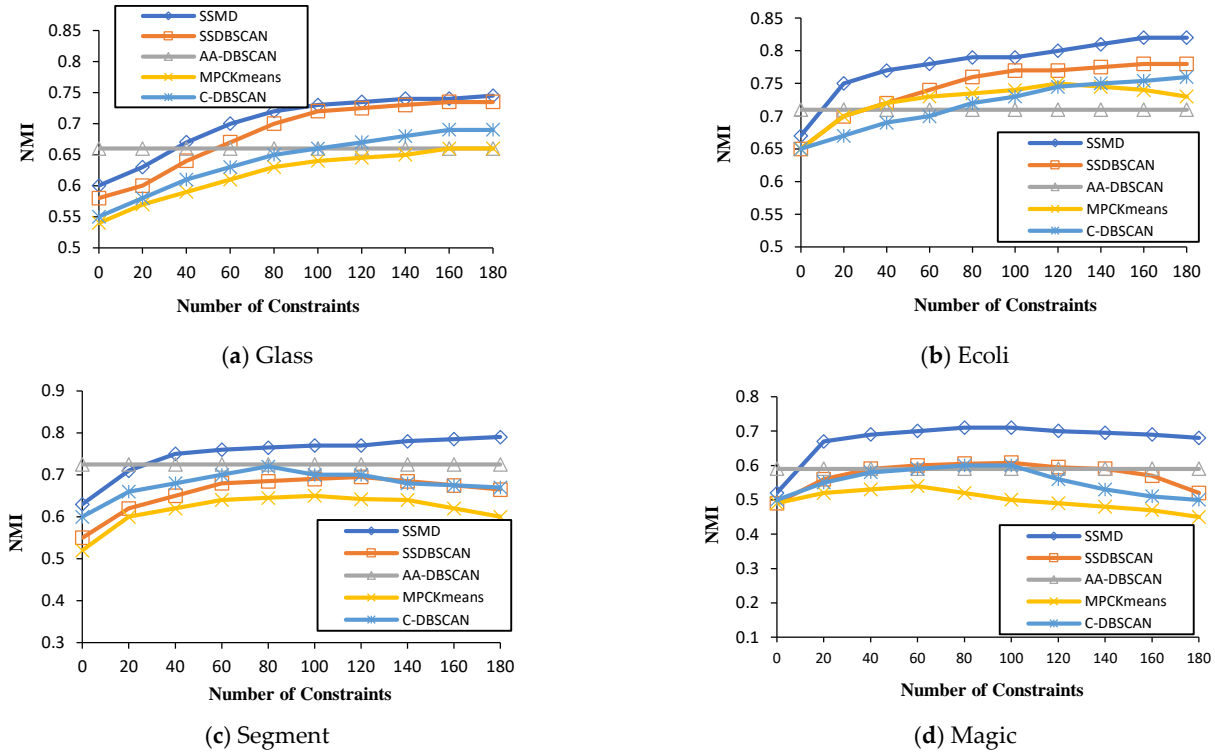 SSMD
SSDBSCAN
AA-DBSCAN
MPCKmeans
C-DBSCAN
0.85
0.8
0.75
0.7
0.65
0.6
0.55
0.5
NMI
0 20 40 60 80 100 120 140 160 180
Number of Constraints
(a) Glass
0.85
0.8
0.75
0.7
0.65
0.6
0.55
0.5
NMI
SSMD
SSDBSCAN
AA-DBSCAN
MPCKmeans
C-DBSCAN
0 20 40 60 80 100 120 140 160 180
Number of Constraints
(b) Ecoli
0.9
0.8
0.7
0.6
0.5
0.4
0.3
NMI
SSMD
SSDBSCAN
AA-DBSCAN
MPCKmeans
C-DBSCAN
0 20 40 60 80 100 120 140 160 180
Number of Constraints
(c) Segment
0.8
0.7
0.6
0.5
0.4
0.3
0.2
0.1
NMI
SSMD
SSDBSCAN
AA-DBSCAN
MPCKmeans
C-DBSCAN
0 20 40 60 80 100 120 140 160 180
Number of Constraints
(d) Magic